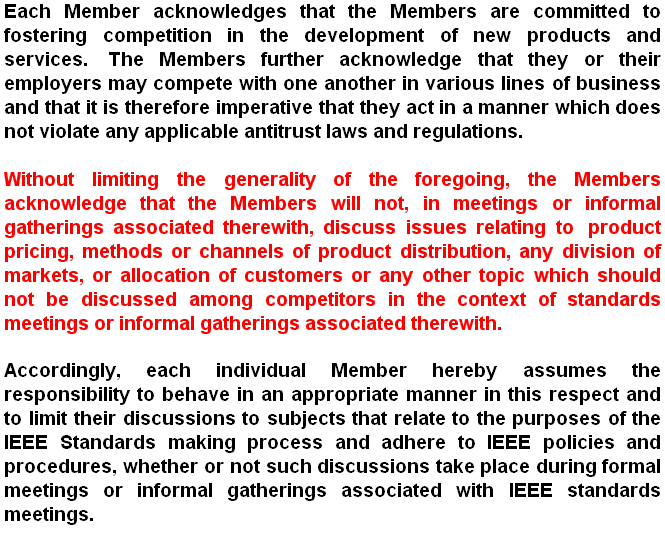 Each Member acknowledges that the Members are committed to
fostering competition in the development of new products and
services. The Members further acknowledge that they or their
employers may compete with one another in various lines of business
and that it is therefore imperative that they act in a manner which does
not violate any applicable antitrust laws and regulations.
Without limiting the generality of the foregoing, the Members
acknowledge that the Members will not, in meetings or informal
gatherings associated therewith, discuss issues relating to product
pricing, methods or channels of product distribution, any division of
markets, or allocation of customers or any other topic which should
not be discussed among competitors in the context of standards
meetings or informal gatherings associated therewith.
Accordingly, each individual Member hereby assumes the
responsibility to behave in an appropriate manner in this respect and
to limit their discussions to subjects that relate to the purposes of the
IEEE Standards making process and adhere to IEEE policies and
procedures, whether or not such discussions take place during formal
meetings or informal gatherings associated with IEEE standards
meetings.